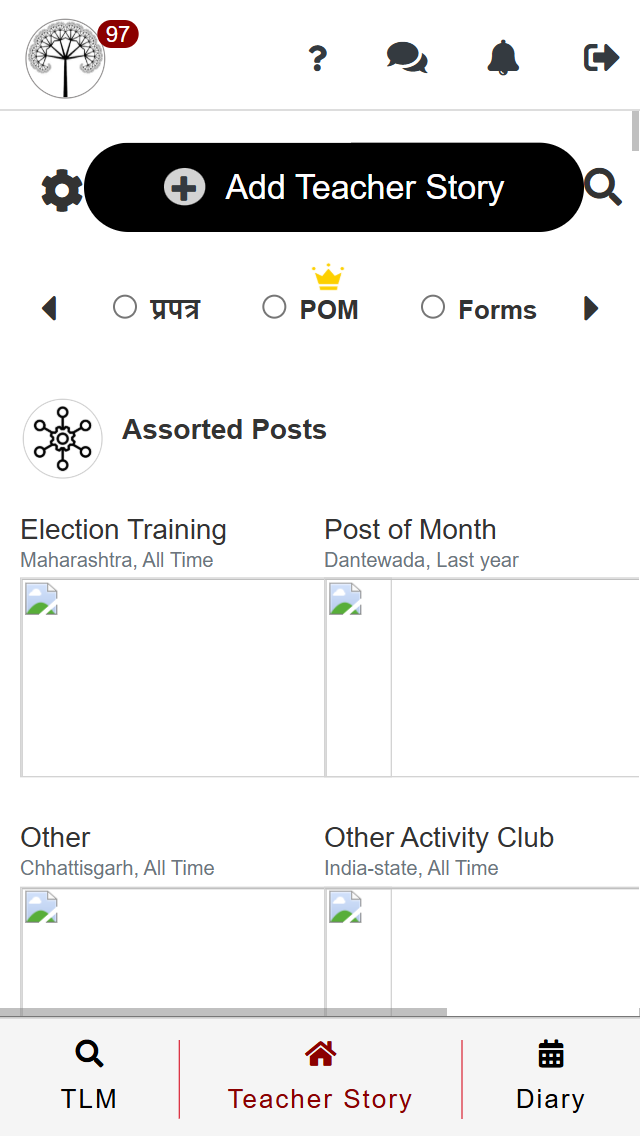 97
?
Add Teacher Story
प्रपत्र POM Forms
Assorted Posts
Election Training
Maharashtra, All Time
Post of Month
Dantewada, Last year
Other
Chhattisgarh, All Time
Other Activity Club
India-state, All Time
TLM Teacher Story Diary